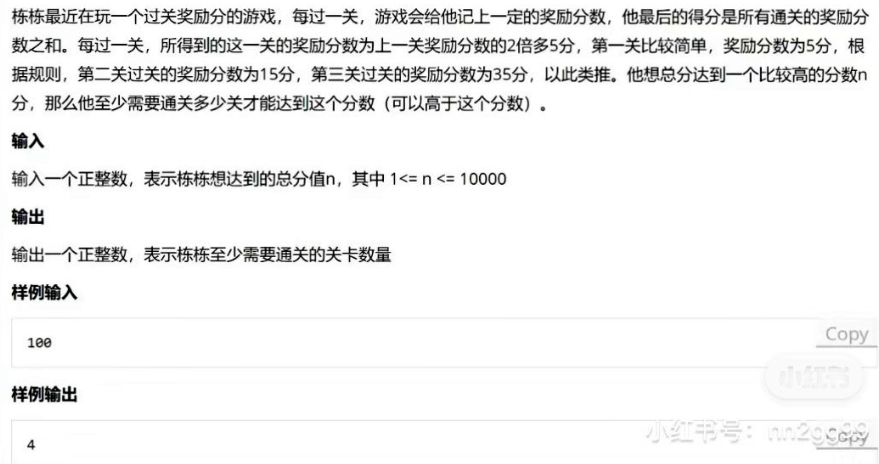 栋栋最近在玩一个过关奖励分的游戏，每过一关，游戏会给他记上一定的奖励分数，他最后的得分是所有通关的奖励分
数之和。每过一关，所得到的这一关的奖励分数为上一关奖励分数的2倍多5分，第一关比较简单，奖励分数为5分，根
据规则，第二关过关的奖励分数为15分，第三关过关的奖励分数为35分，以此类推。他想总分达到一个比较高的分数n
分，那么他至少需要通关多少关才能达到这个分数（可以高于这个分数）。
输入
输入一个正整数，表示栋栋想达到的总分值n，其中 1<= n <= 10000
输出
输出一个正整数，表示栋栋至少需要通关的关卡数量
样例输入
Copy
100
小红书
样例输出
小红书号：
Copy
4